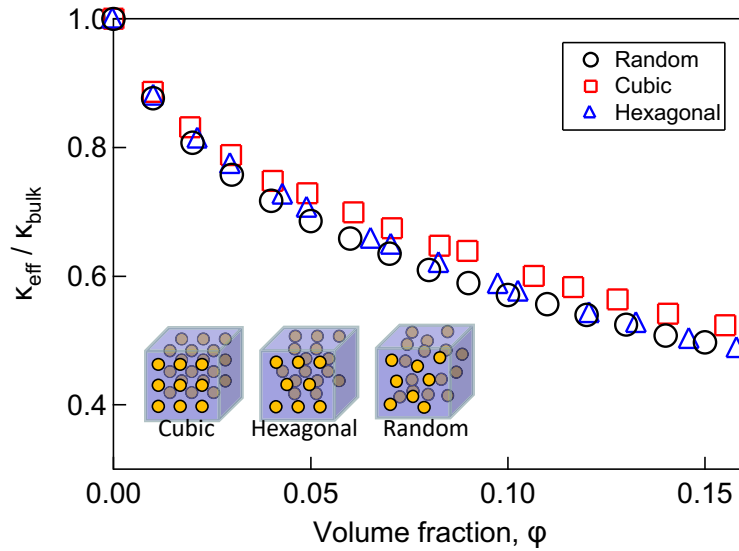 1.0
0.8
0.6
0.4
κeff / κbulk
Random
Cubic
Hexagonal
Cubic
Hexagonal
Random
0.00
0.05
0.10
0.15
Volume fraction, φ